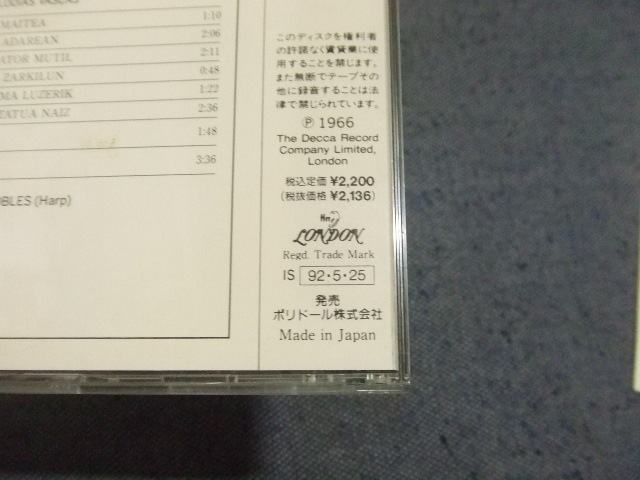 MAITEA 1:10
ADAREAN 2:06
ATOR MUTIL 2:11
ZARKILUN 0:48
MA LUZERIK 1:22
TATUA NAIZ 2:36
1:48
3:36
OBLES (Harp)
このディスクを権利者
の許諾なく賃貸業に使
用することを禁じます。
また無断でテープその
他に録音することは法
律で禁じられています。
Ⓟ 1966
The Decca Record
Company Limited,
London
税込定価 ¥2,200
(税抜価格 ¥2,136)
LONDON
Regd. Trade Mark
IS 92・5・25
発売
ポリドール株式会社
Made in Japan